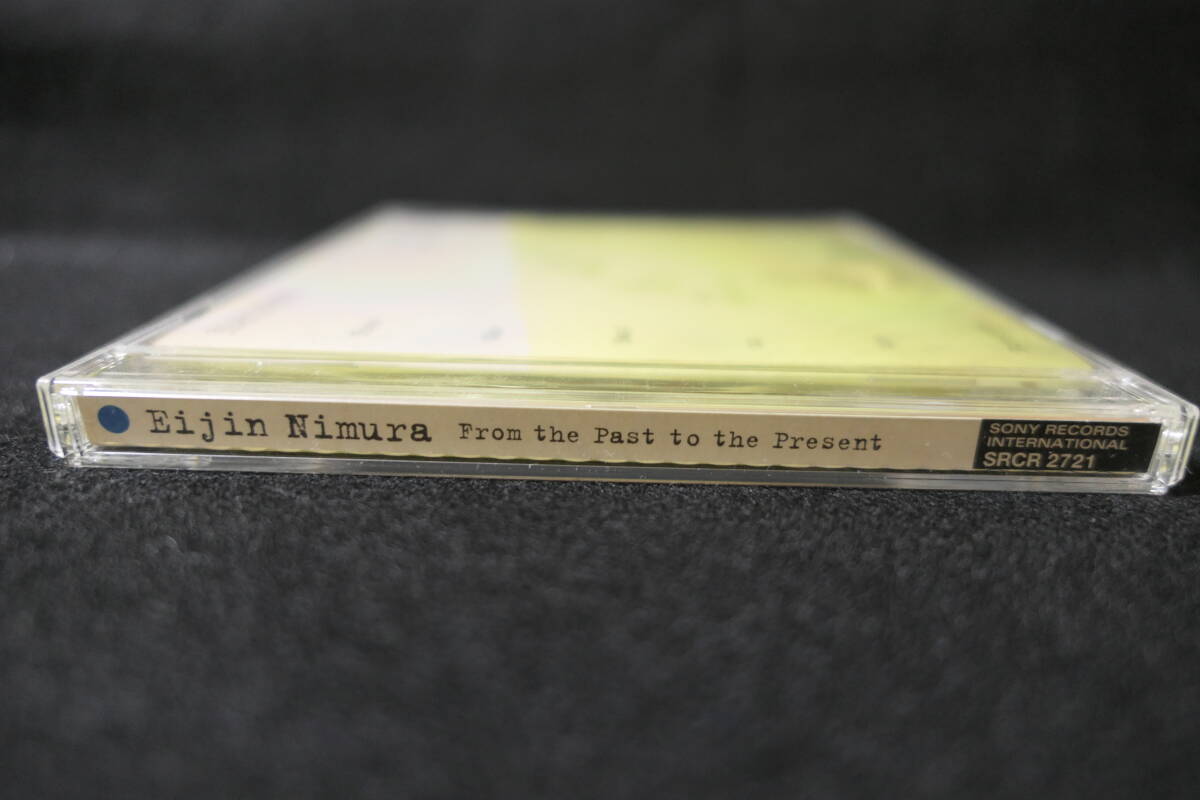 Eijin Nimura From the Past to the Present
SONY RECORDS
INTERNATIONAL
SRCR 2721